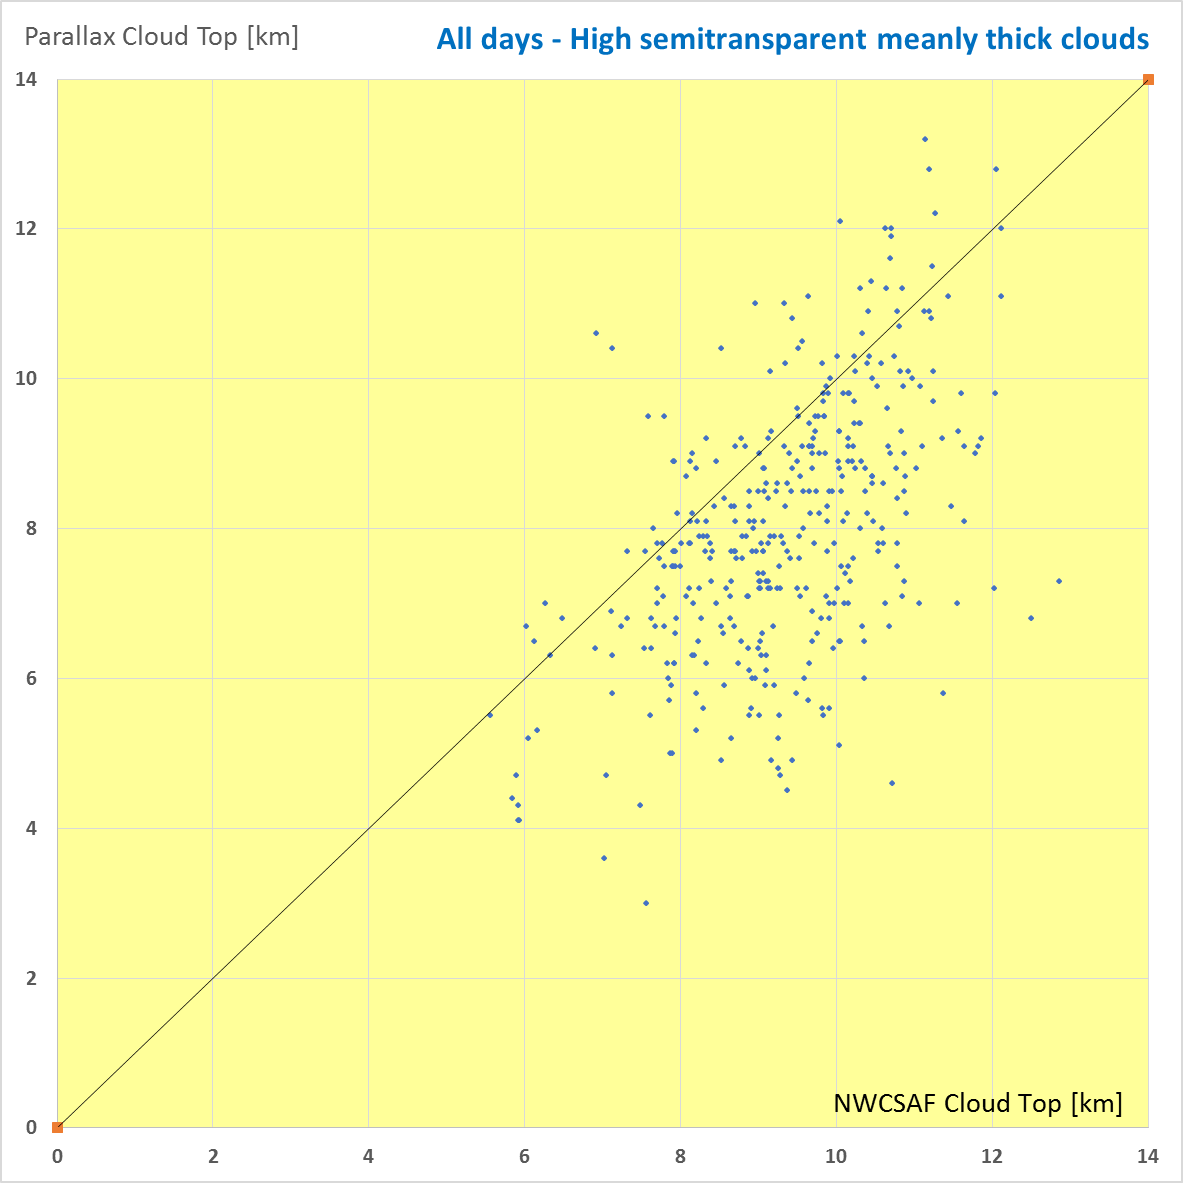 Parallax Cloud Top [km]
All days - High semitransparent meanly thick clouds
14
12
10
8
6
4
2
0
NWCSAF Cloud Top [km]
0 2 4 6 8 10 12 14